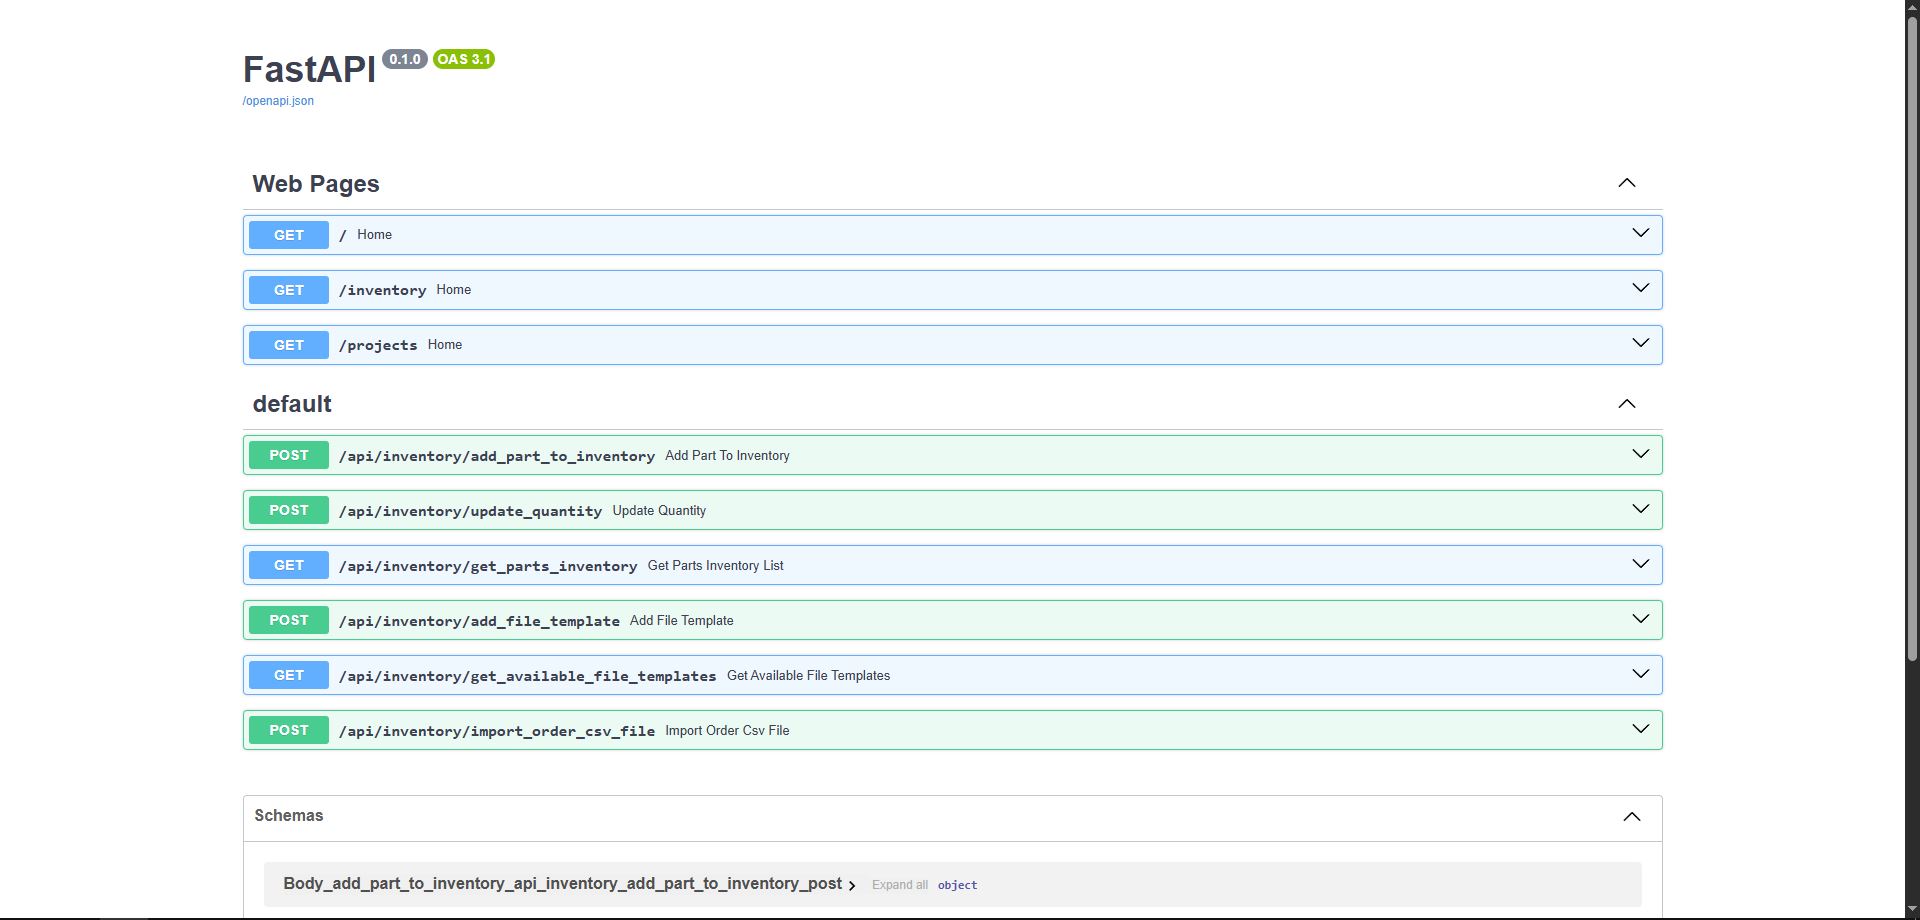 FastAPI 0.1.0 OAS 3.1
/openapi.json
Web Pages
GET / Home
GET /inventory Home
GET /projects Home
default
POST /api/inventory/add_part_to_inventory Add Part To Inventory
POST /api/inventory/update_quantity Update Quantity
GET /api/inventory/get_parts_inventory Get Parts Inventory List
POST /api/inventory/add_file_template Add File Template
GET /api/inventory/get_available_file_templates Get Available File Templates
POST /api/inventory/import_order_csv_file Import Order Csv File
Schemas
Body_add_part_to_inventory_api_inventory_add_part_to_inventory_post Expand all object